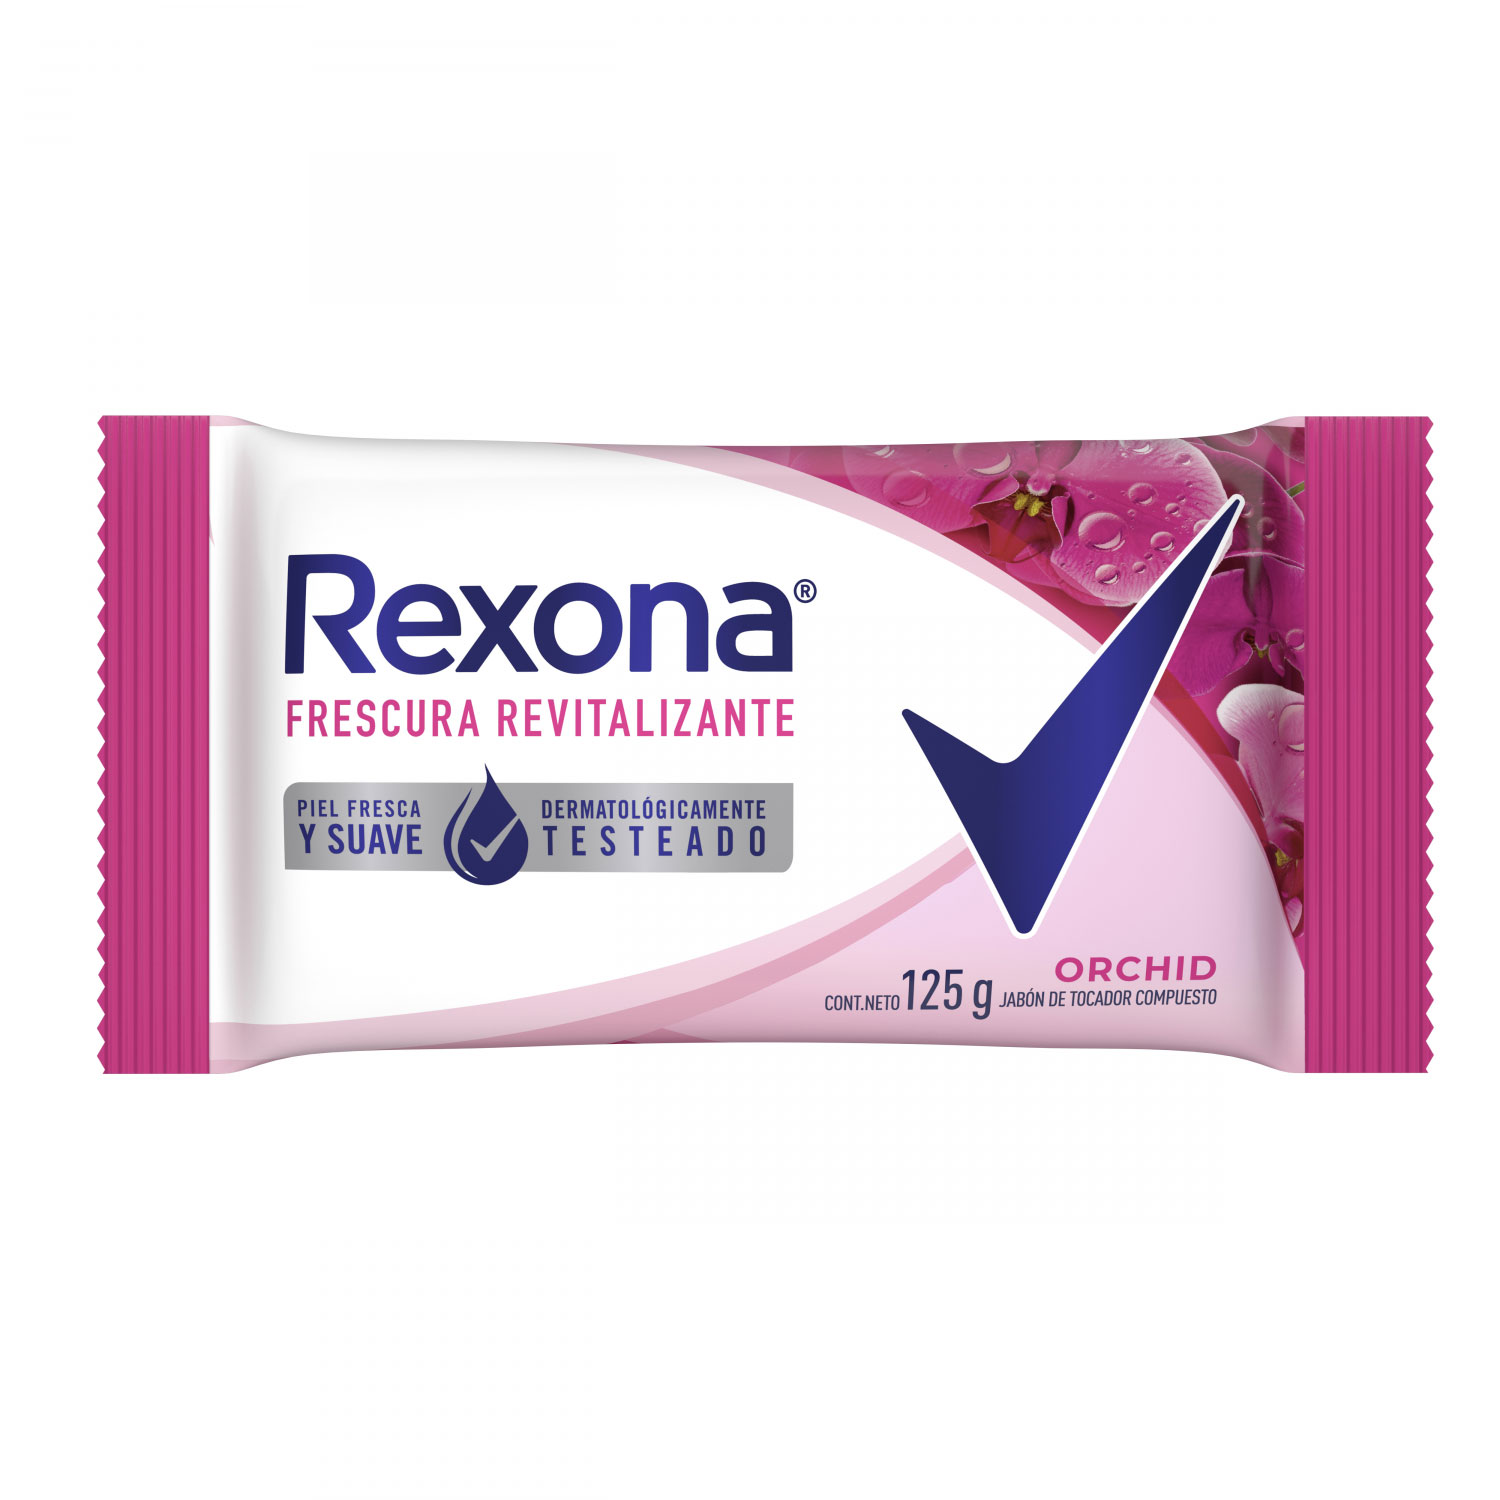 Rexona®
FRESCURA REVITALIZANTE
PIEL FRESCA
Y SUAVE
DERMATOLÓGICAMENTE
TESTEADO
ORCHID
CONT.NETO 125 g JABÓN DE TOCADOR COMPUESTO